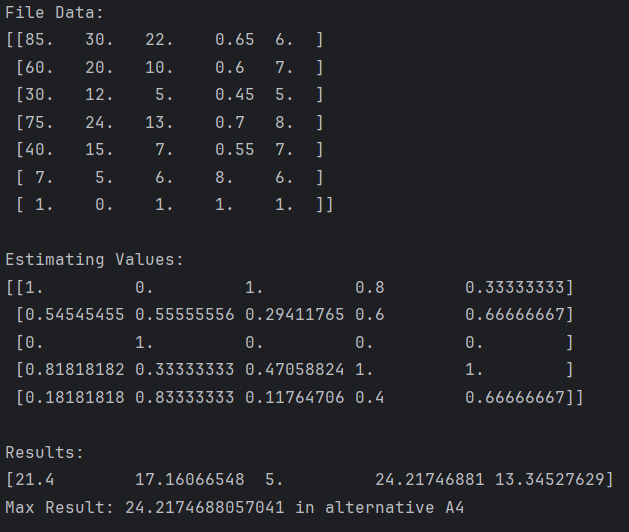 File Data:
[[85.   30.   22.    0.65  6.  ]
 [60.   20.   10.    0.6   7.  ]
 [30.   12.    5.    0.45  5.  ]
 [75.   24.   13.    0.7   8.  ]
 [40.   15.    7.    0.55  7.  ]
 [ 7.    5.    6.    8.    6.  ]
 [ 1.    0.    1.    1.    1.  ]]
Estimating Values:
[[1.         0.         1.         0.8        0.33333333]
 [0.54545455 0.55555556 0.29411765 0.6        0.66666667]
 [0.         1.         0.         0.         0.        ]
 [0.81818182 0.33333333 0.47058824 1.         1.        ]
 [0.18181818 0.83333333 0.11764706 0.4        0.66666667]]
Results:
[21.4        17.16066548  5.         24.21746881 13.34527629]
Max Result: 24.2174688057041 in alternative A4